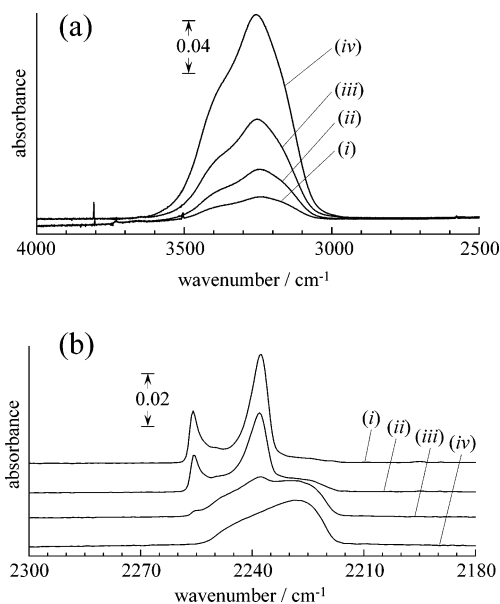 (a)
0.04
(iv)
(iii)
(ii)
(i)
absorbance
4000 3500 3000 2500
wavenumber / cm-1
(b)
0.02
(i) (ii) (iii) (iv)
absorbance
2300 2270 2240 2210 2180
wavenumber / cm-1